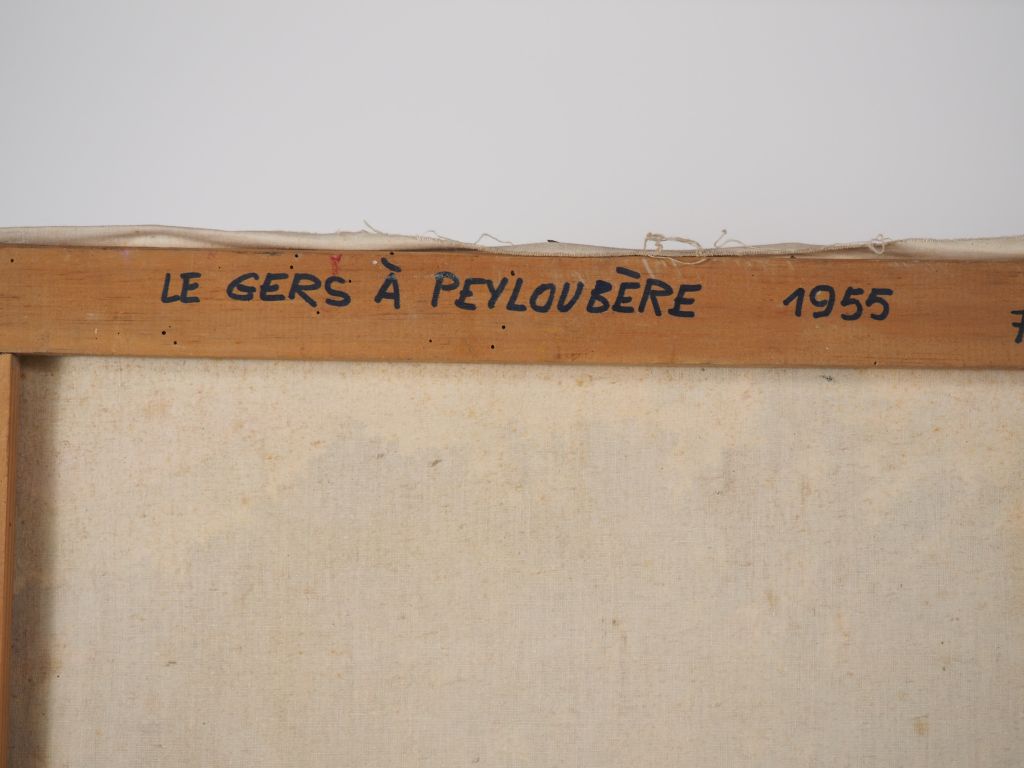 LE GERS À PEYLOUBÈRE 1955